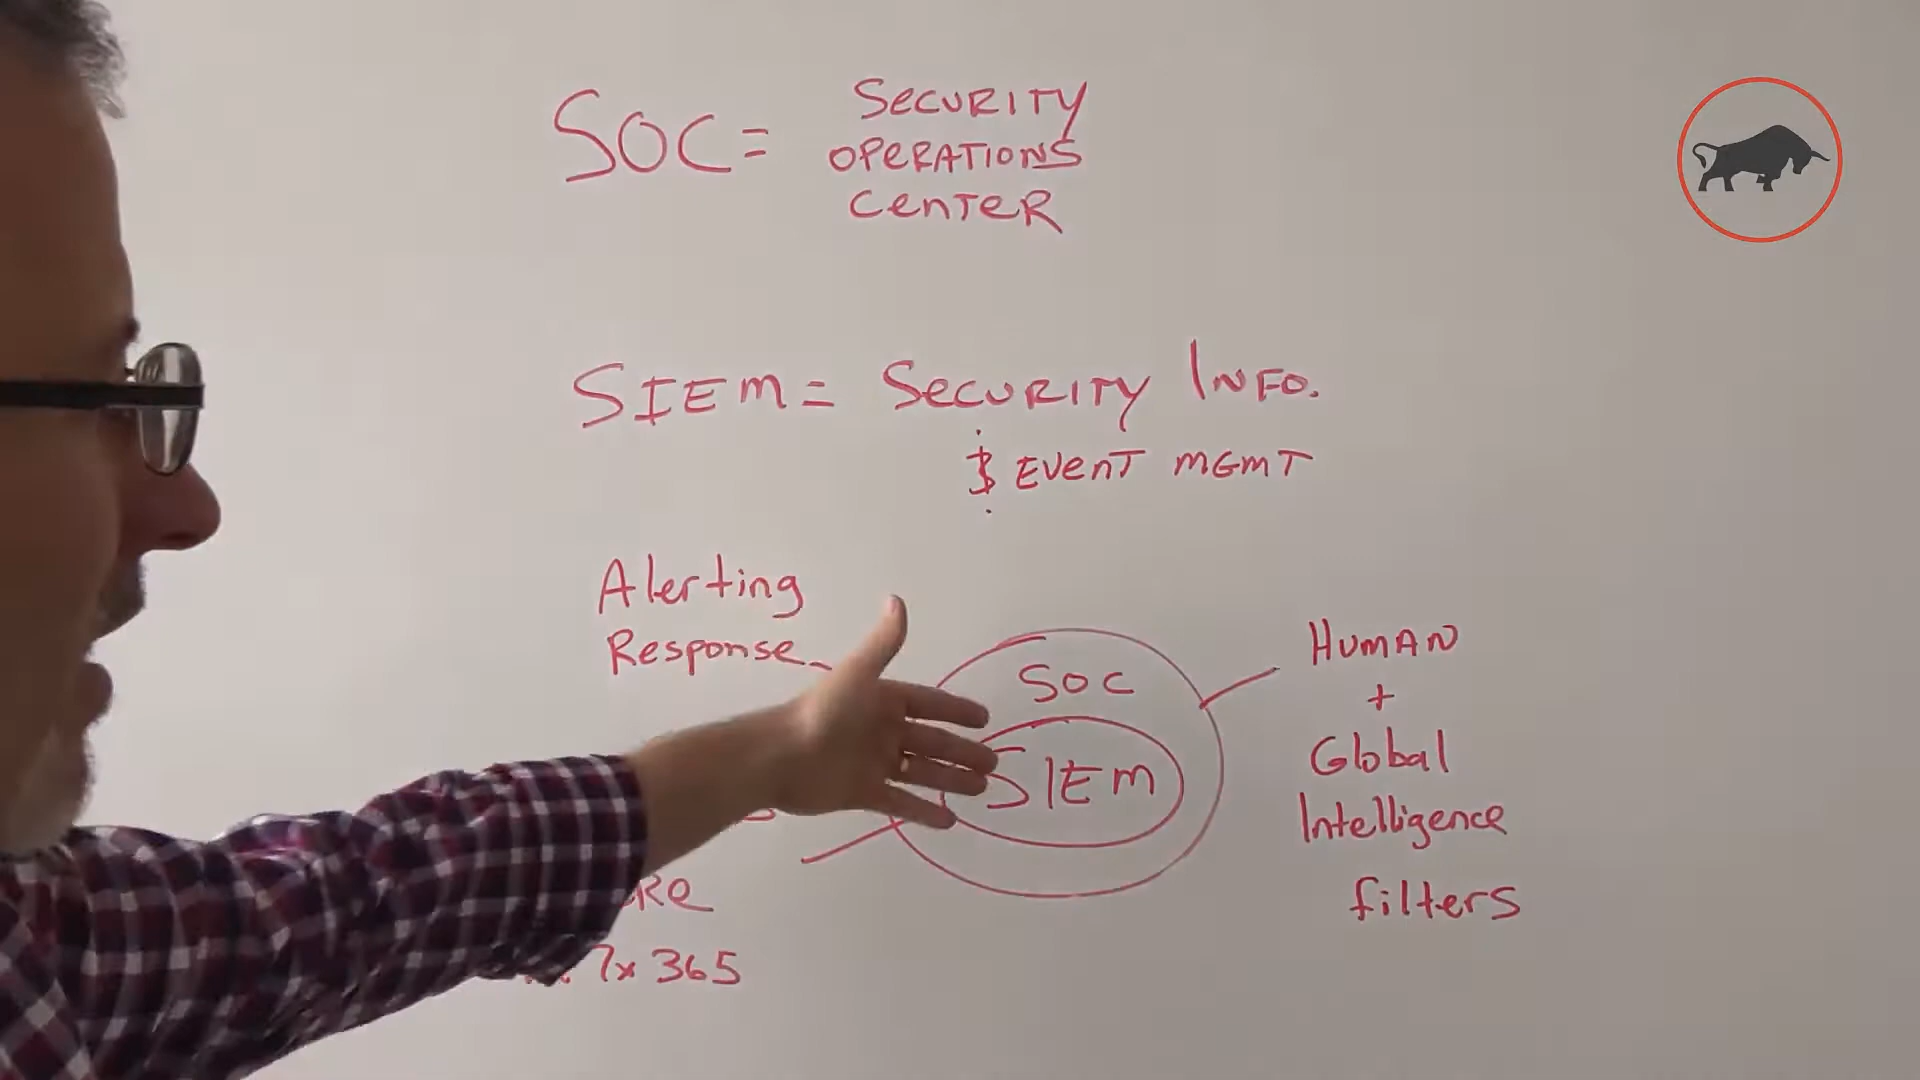 SOC = SECURITY
OPERATIONS
CENTER
SIEM = SECURITY INFO.
& EVENT MGMT
Alerting
Response
SOC
SIEM
HUMAN
+
Global
Intelligence
filters
7x 365